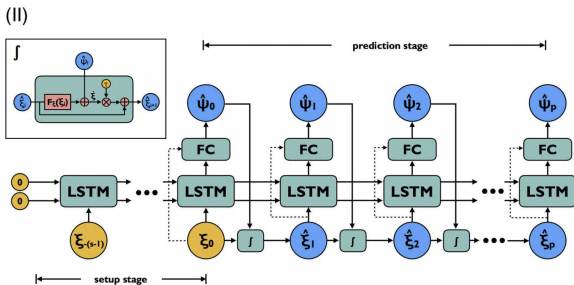 (II)
∫
prediction stage
ψ̂ᵢ
ξ̂ᵢ
F_ξ(ξᵢ)
ξ̇
ξ̂ᵢ₊₁
ψ̂₀ ψ̂₁ ψ̂₂ ψ̂ₚ
FC FC FC FC
0
0
LSTM ••• LSTM LSTM LSTM ••• LSTM
ξ₋₍ₛ₋₁₎ ξ₀ ∫ ξ̂₁ ∫ ξ̂₂ ∫ ••• ξ̂ₚ
setup stage